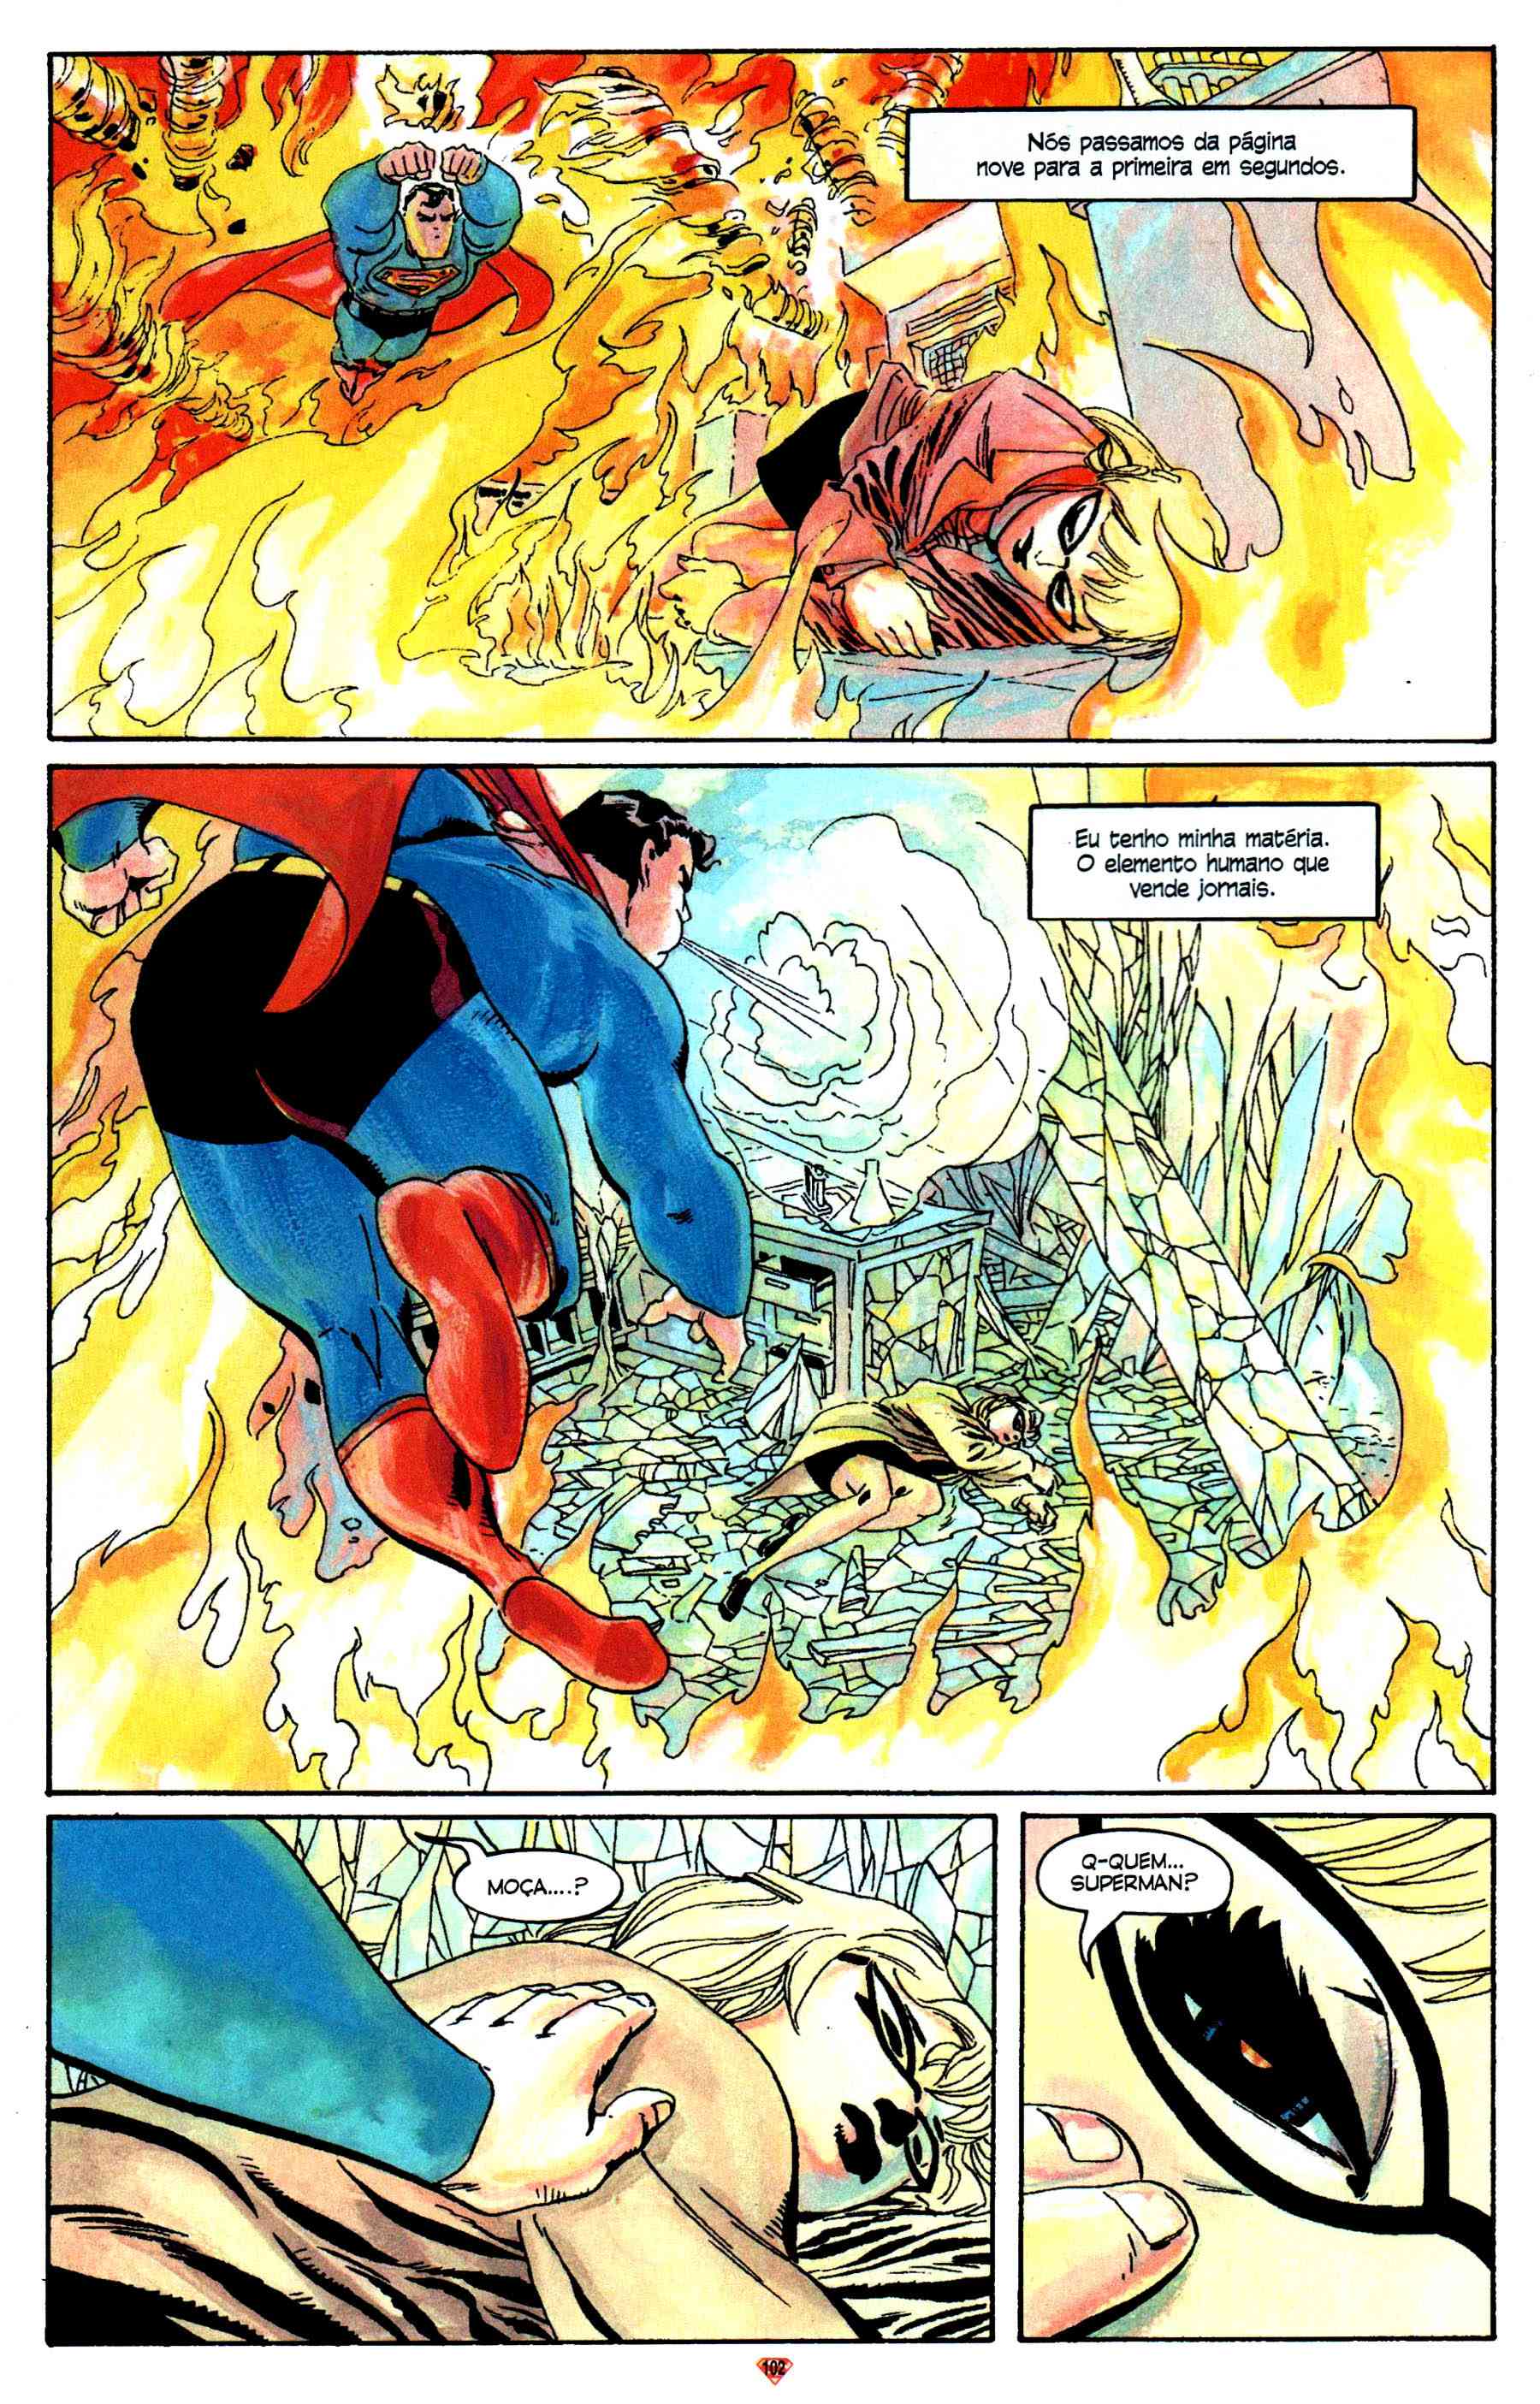 Nós passamos da página
nove para a primeira em segundos.
Eu tenho minha matéria.
O elemento humano que
vende jornais.
MOÇA....?
Q-QUEM...
SUPERMAN?
102